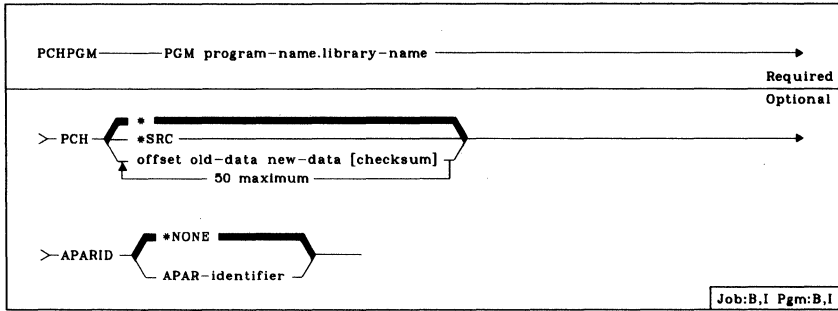 PCHPGM PGM program-name.library-name
Required
Optional
*
PCH *SRC
offset old-data new-data [checksum]
50 maximum
*NONE
APARID
APAR-identifier
Job:B,I Pgm:B,I